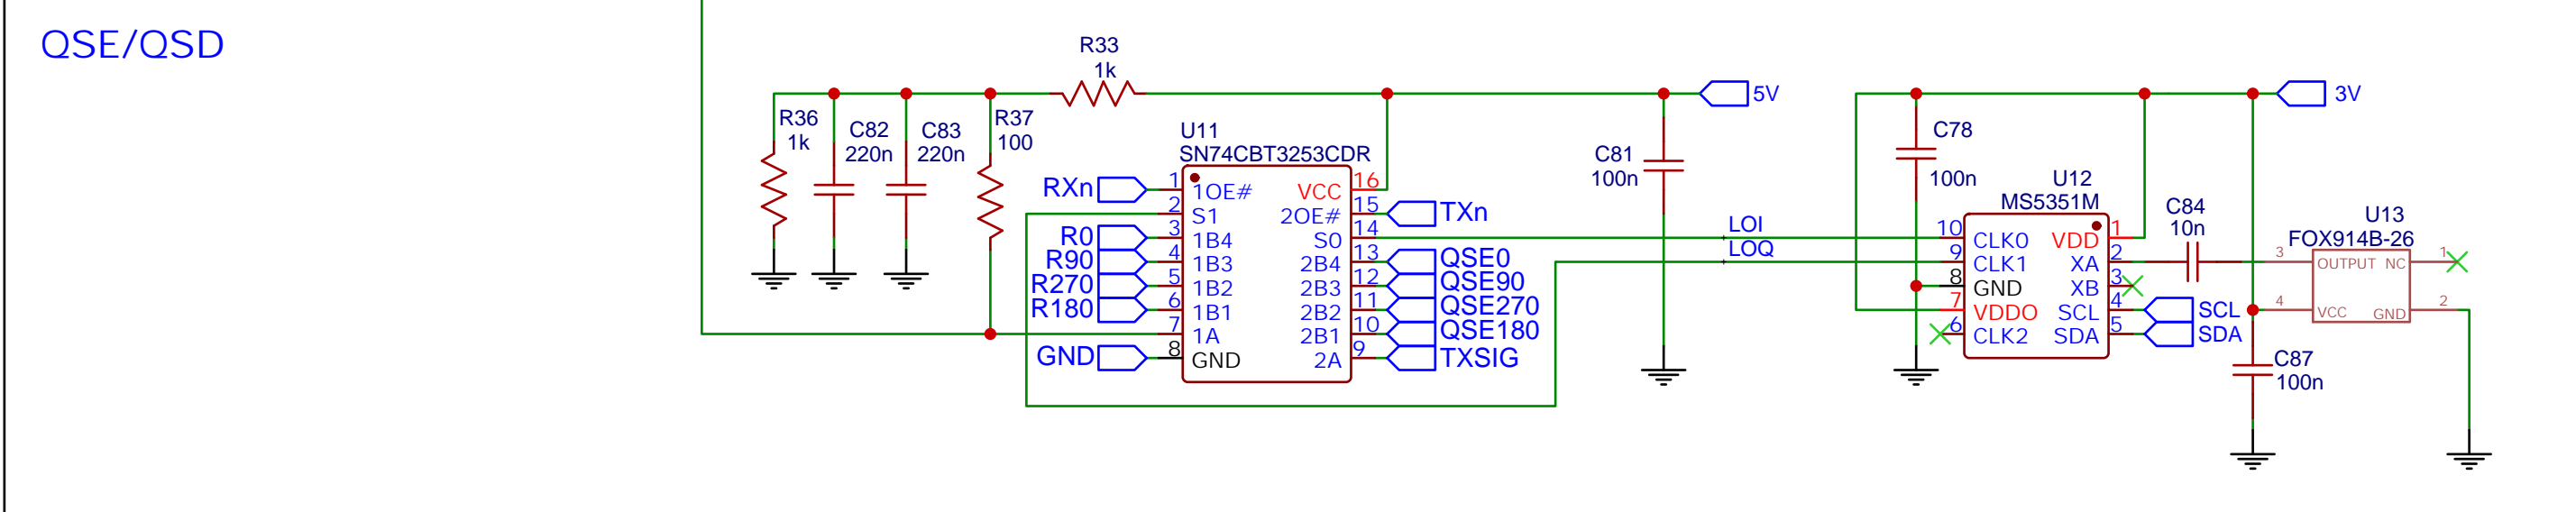 QSE/QSD
R33
1k
5V
3V
R36
1k
C82
220n
C83
220n
R37
100
U11
SN74CBT3253CDR
RXn
R0
R90
R270
R180
GND
1
2
3
4
5
6
7
8
1OE#
S1
1B4
1B3
1B2
1B1
1A
GND
VCC
2OE#
S0
2B4
2B3
2B2
2B1
2A
16
15
14
13
12
11
10
9
TXn
QSE0
QSE90
QSE270
QSE180
TXSIG
C81
100n
LOI
LOQ
C78
100n
U12
MS5351M
10
9
8
7
6
CLK0
CLK1
GND
VDDO
CLK2
VDD
XA
XB
SCL
SDA
1
2
3
4
5
SCL
SDA
C84
10n
U13
FOX914B-26
3
4
OUTPUT NC
VCC GND
1
2
C87
100n